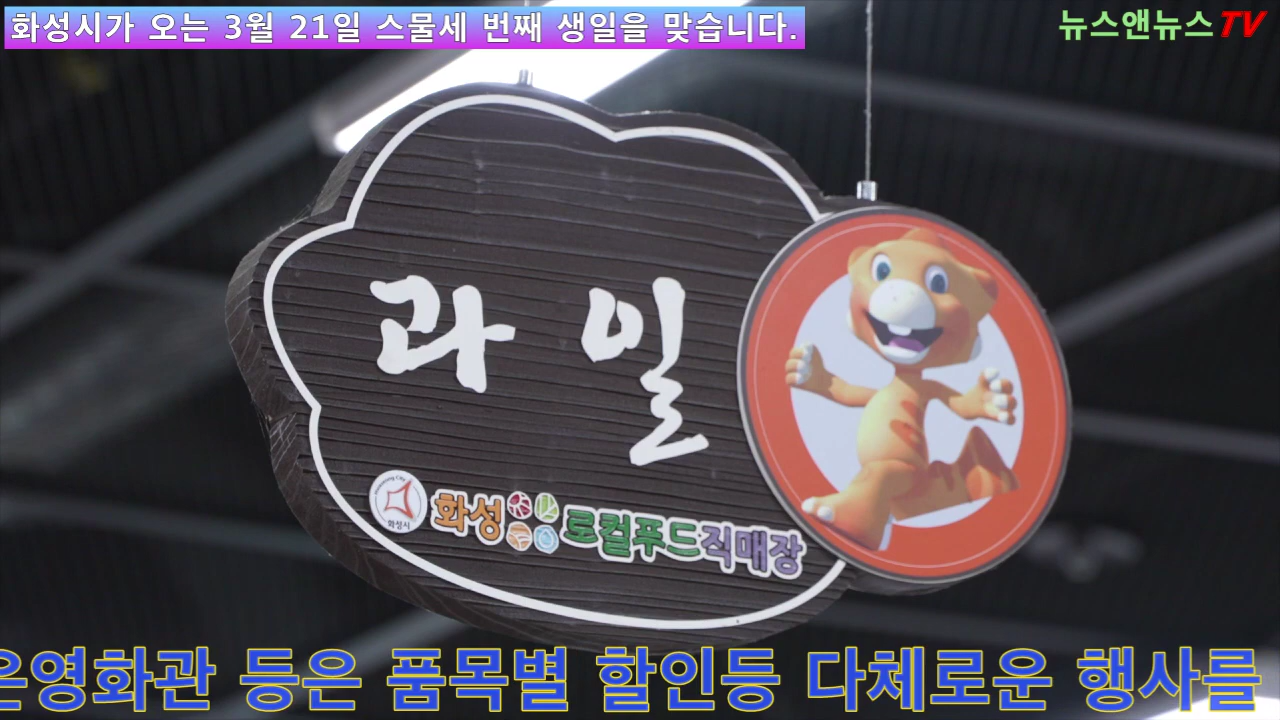 화성시가 오는 3월 21일 스물세 번째 생일을 맞습니다.
뉴스앤뉴스TV
과일
화성시
화성로컬푸드직매장
은영화관 등은 품목별 할인등 다체로운 행사를